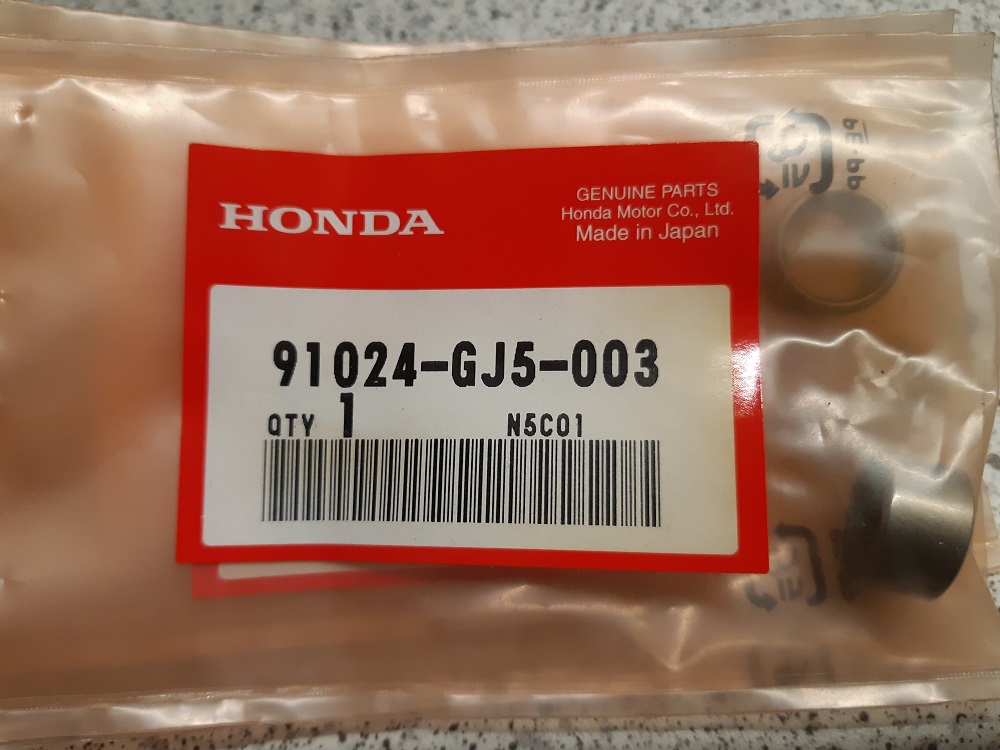 HONDA
GENUINE PARTS
Honda Motor Co., Ltd.
Made in Japan
91024-GJ5-003
QTY 1 N5C01